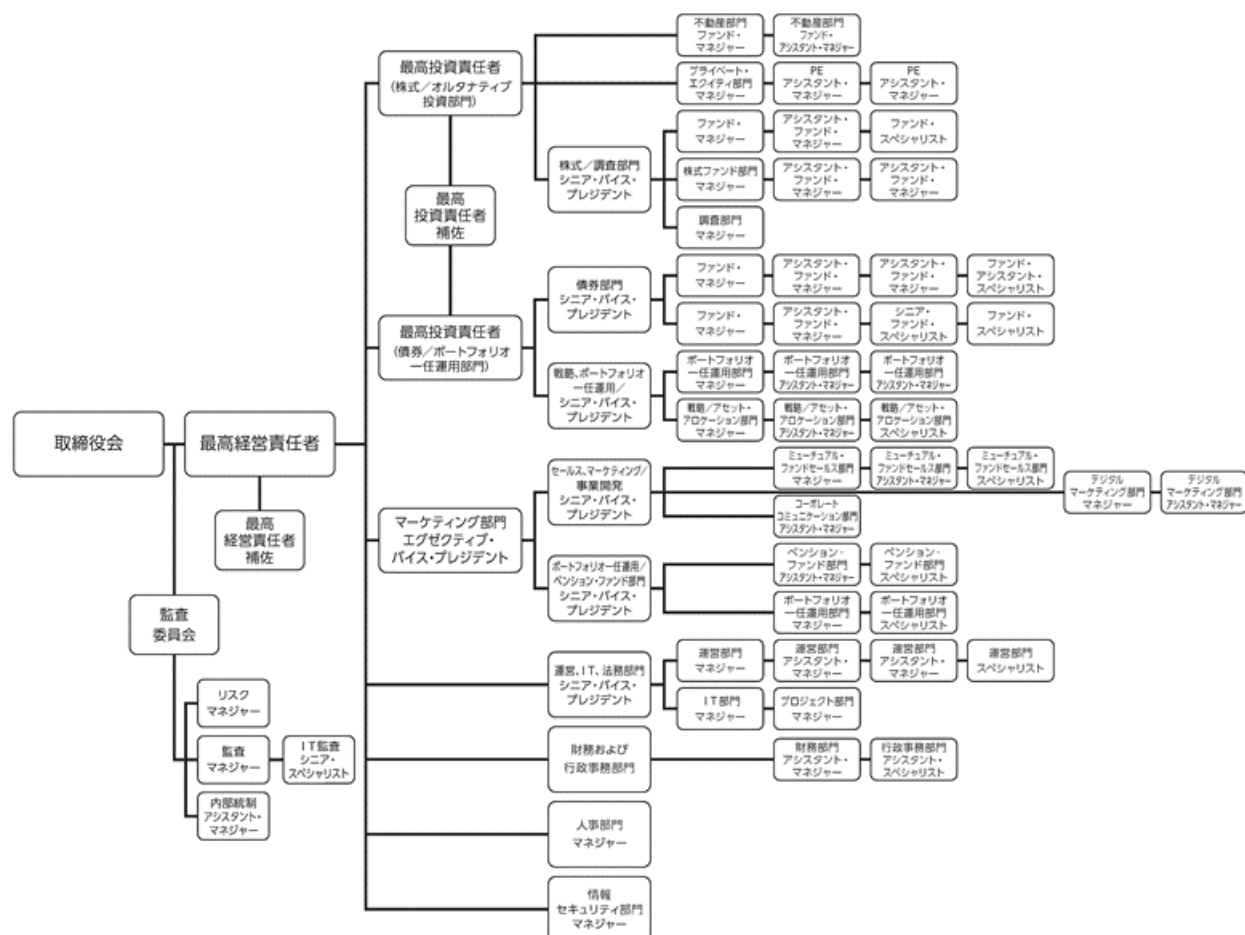 取締役会
最高経営責任者
最高
経営責任者
補佐
監査
委員会
リスク
マネジャー
監査
マネジャー
IT監査
シニア・
スペシャリスト
内部統制
アシスタント・
マネジャー
最高投資責任者
(株式/オルタナティブ
投資部門)
最高
投資責任者
補佐
最高投資責任者
(債券/ポートフォリオ
一任運用部門)
不動産部門
ファンド・
マネジャー
不動産部門
ファンド・
アシスタント・マネジャー
プライベート・
エクイティ部門
マネジャー
PE
アシスタント・
マネジャー
PE
アシスタント・
マネジャー
株式/調査部門
シニア・バイス・
プレジデント
ファンド・
マネジャー
アシスタント・
ファンド・
マネジャー
ファンド・
スペシャリスト
株式ファンド部門
マネジャー
アシスタント・
ファンド・
マネジャー
アシスタント・
ファンド・
マネジャー
調査部門
マネジャー
債券部門
シニア・バイス・
プレジデント
ファンド・
マネジャー
アシスタント・
ファンド・
マネジャー
アシスタント・
ファンド・
マネジャー
ファンド・
アシスタント・
スペシャリスト
ファンド・
マネジャー
アシスタント・
ファンド・
マネジャー
シニア・
ファンド・
スペシャリスト
ファンド・
スペシャリスト
戦略、ポートフォリオ
一任運用/
シニア・バイス・
プレジデント
ポートフォリオ
一任運用部門
マネジャー
ポートフォリオ
一任運用部門
アシスタント・マネジャー
ポートフォリオ
一任運用部門
アシスタント・マネジャー
戦略/アセット・
アロケーション部門
マネジャー
戦略/アセット・
アロケーション部門
アシスタント・マネジャー
戦略/アセット・
アロケーション部門
スペシャリスト
マーケティング部門
エグゼクティブ・
バイス・プレジデント
セールス、マーケティング/
事業開発
シニア・バイス・
プレジデント
ミューチュアル・
ファンドセールス部門
マネジャー
ミューチュアル・
ファンドセールス部門
アシスタント・マネジャー
ミューチュアル・
ファンドセールス部門
スペシャリスト
デジタル
マーケティング部門
マネジャー
デジタル
マーケティング部門
アシスタント・マネジャー
コーポレート
コミュニケーション部門
アシスタント・マネジャー
ポートフォリオ一任運用/
ペンション・ファンド部門
シニア・バイス・
プレジデント
ペンション・
ファンド部門
アシスタント・マネジャー
ペンション・
ファンド部門
スペシャリスト
ポートフォリオ
一任運用部門
マネジャー
ポートフォリオ
一任運用部門
スペシャリスト
運営、IT、法務部門
シニア・バイス・
プレジデント
運営部門
マネジャー
運営部門
アシスタント・
マネジャー
運営部門
アシスタント・
マネジャー
運営部門
スペシャリスト
IT部門
マネジャー
プロジェクト部門
マネジャー
財務および
行政事務部門
財務部門
アシスタント・
マネジャー
行政事務部門
アシスタント・
スペシャリスト
人事部門
マネジャー
情報
セキュリティ部門
マネジャー